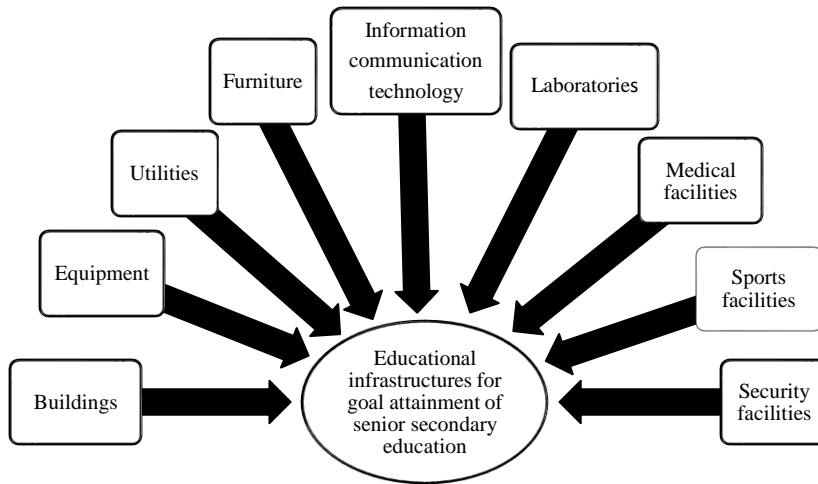 Information
communication
technology
Furniture
Laboratories
Utilities
Medical
facilities
Equipment
Sports
facilities
Buildings
Educational
infrastructures for
goal attainment of
senior secondary
education
Security
facilities